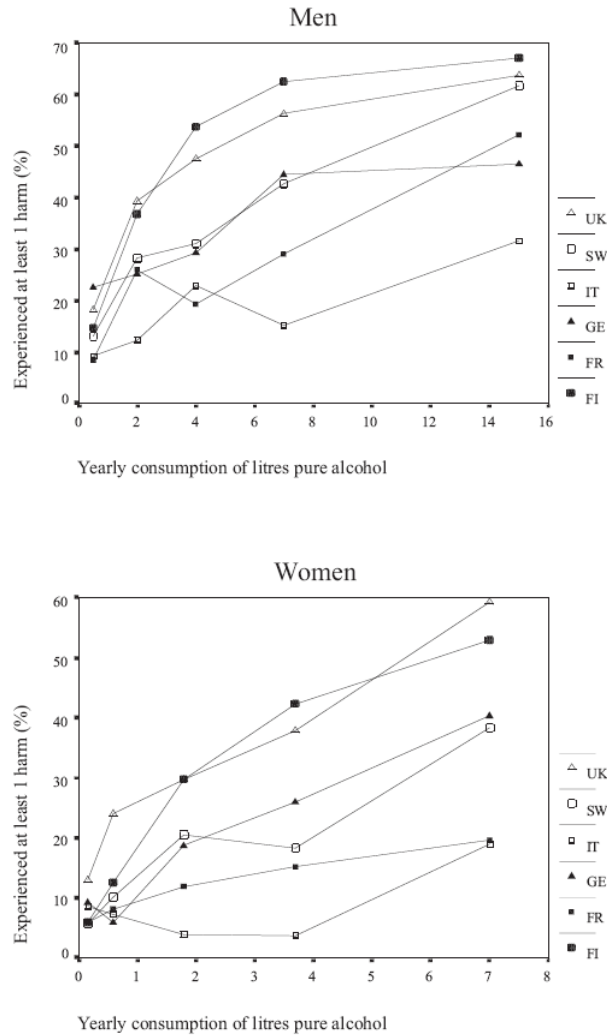 Men
70
60
50
40
30
20
10
0
Experienced at least 1 harm (%)
0 2 4 6 8 10 12 14 16
Yearly consumption of litres pure alcohol
UK
SW
IT
GE
FR
FI
Women
60
50
40
30
20
10
0
Experienced at least 1 harm (%)
0 1 2 3 4 5 6 7 8
Yearly consumption of litres pure alcohol
UK
SW
IT
GE
FR
FI